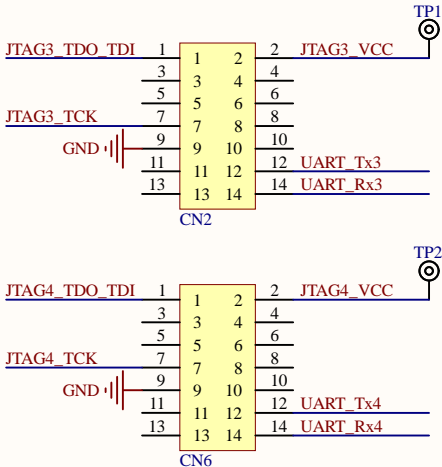 TP1
JTAG3_TDO_TDI 1 1 2 2 JTAG3_VCC
3 3 4 4
5 5 6 6
JTAG3_TCK 7 7 8 8
GND 9 9 10 10
11 11 12 12 UART_Tx3
13 13 14 14 UART_Rx3
CN2
TP2
JTAG4_TDO_TDI 1 1 2 2 JTAG4_VCC
3 3 4 4
5 5 6 6
JTAG4_TCK 7 7 8 8
GND 9 9 10 10
11 11 12 12 UART_Tx4
13 13 14 14 UART_Rx4
CN6